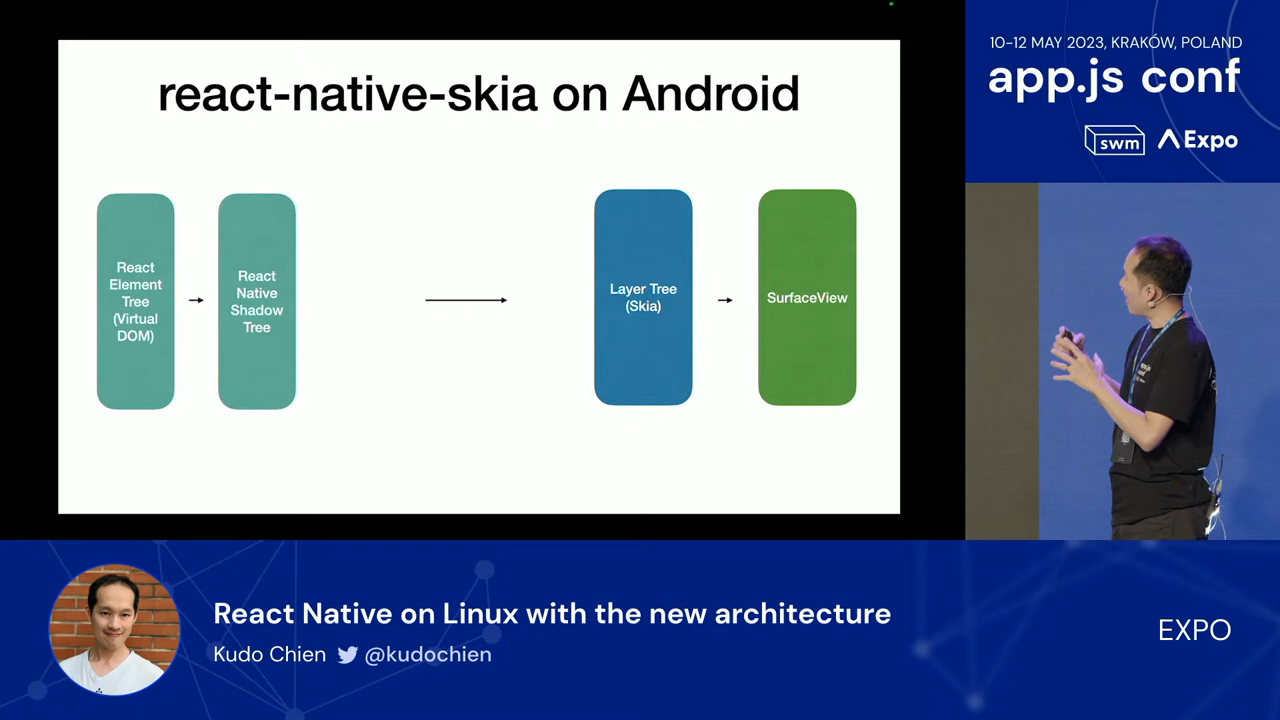 react-native-skia on Android
React
Element
Tree
(Virtual
DOM)
React
Native
Shadow
Tree
Layer Tree
(Skia)
SurfaceView
10-12 MAY 2023, KRAKÓW, POLAND
app.js conf
swm
Expo
React Native on Linux with the new architecture
Kudo Chien @kudochien
EXPO